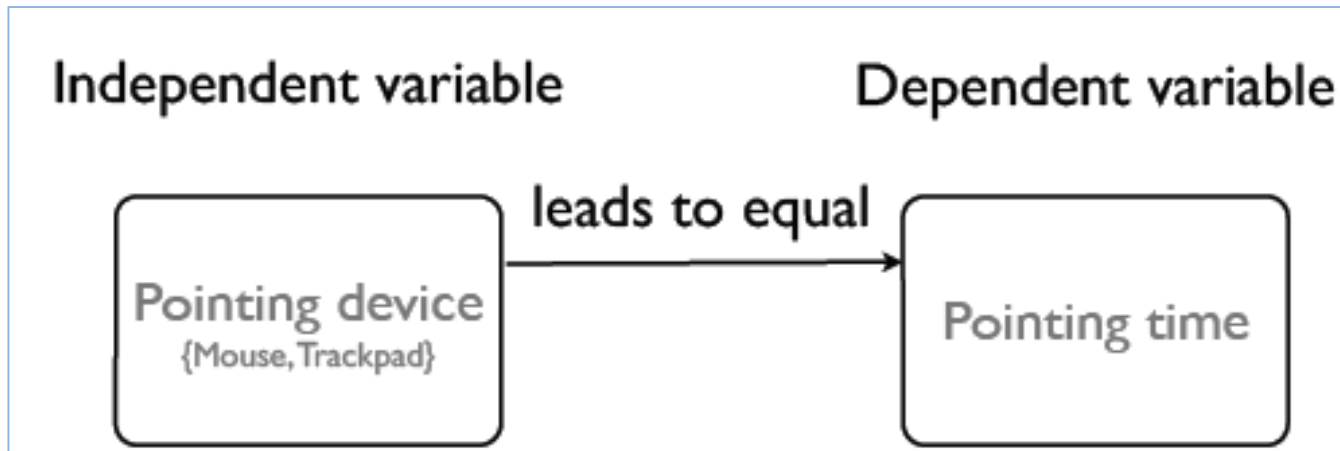 Independent variable
Dependent variable
leads to equal
Pointing device
{Mouse, Trackpad}
Pointing time